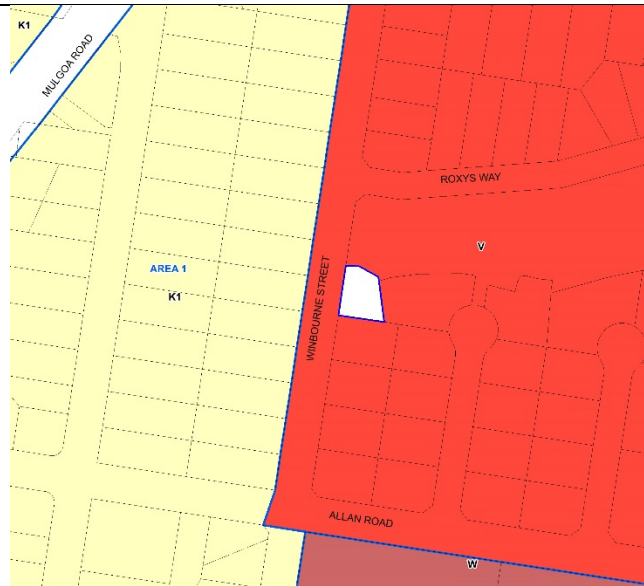 K1
MULGOA ROAD
ROXYS WAY
V
AREA 1
K1
WINBOURNE STREET
ALLAN ROAD
W